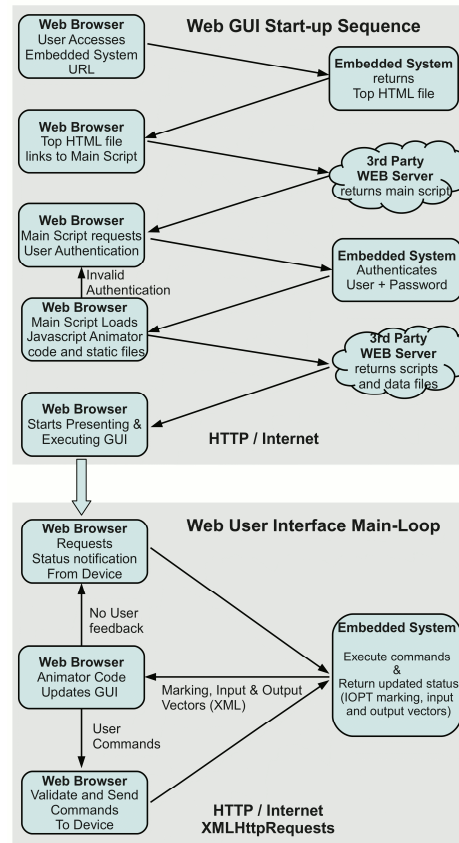 Web GUI Start-up Sequence
Web Browser
User Accesses
Embedded System
URL
Embedded System
returns
Top HTML file
Web Browser
Top HTML file
links to Main Script
3rd Party
WEB Server
returns main script
Web Browser
Main Script requests
User Authentication
Embedded System
Authenticates
User + Password
Invalid
Authentication
Web Browser
Main Script Loads
Javascript Animator
code and static files
3rd Party
WEB Server
returns scripts
and data files
Web Browser
Starts Presenting &
Executing GUI
HTTP / Internet
Web User Interface Main-Loop
Web Browser
Requests
Status notification
From Device
No User
feedback
Embedded System
Execute commands
&
Return updated status
(IOPT marking, input
and output vectors)
Web Browser
Animator Code
Updates GUI
Marking, Input & Output
Vectors (XML)
User
Commands
Web Browser
Validate and Send
Commands
To Device
HTTP / Internet
XMLHttpRequests